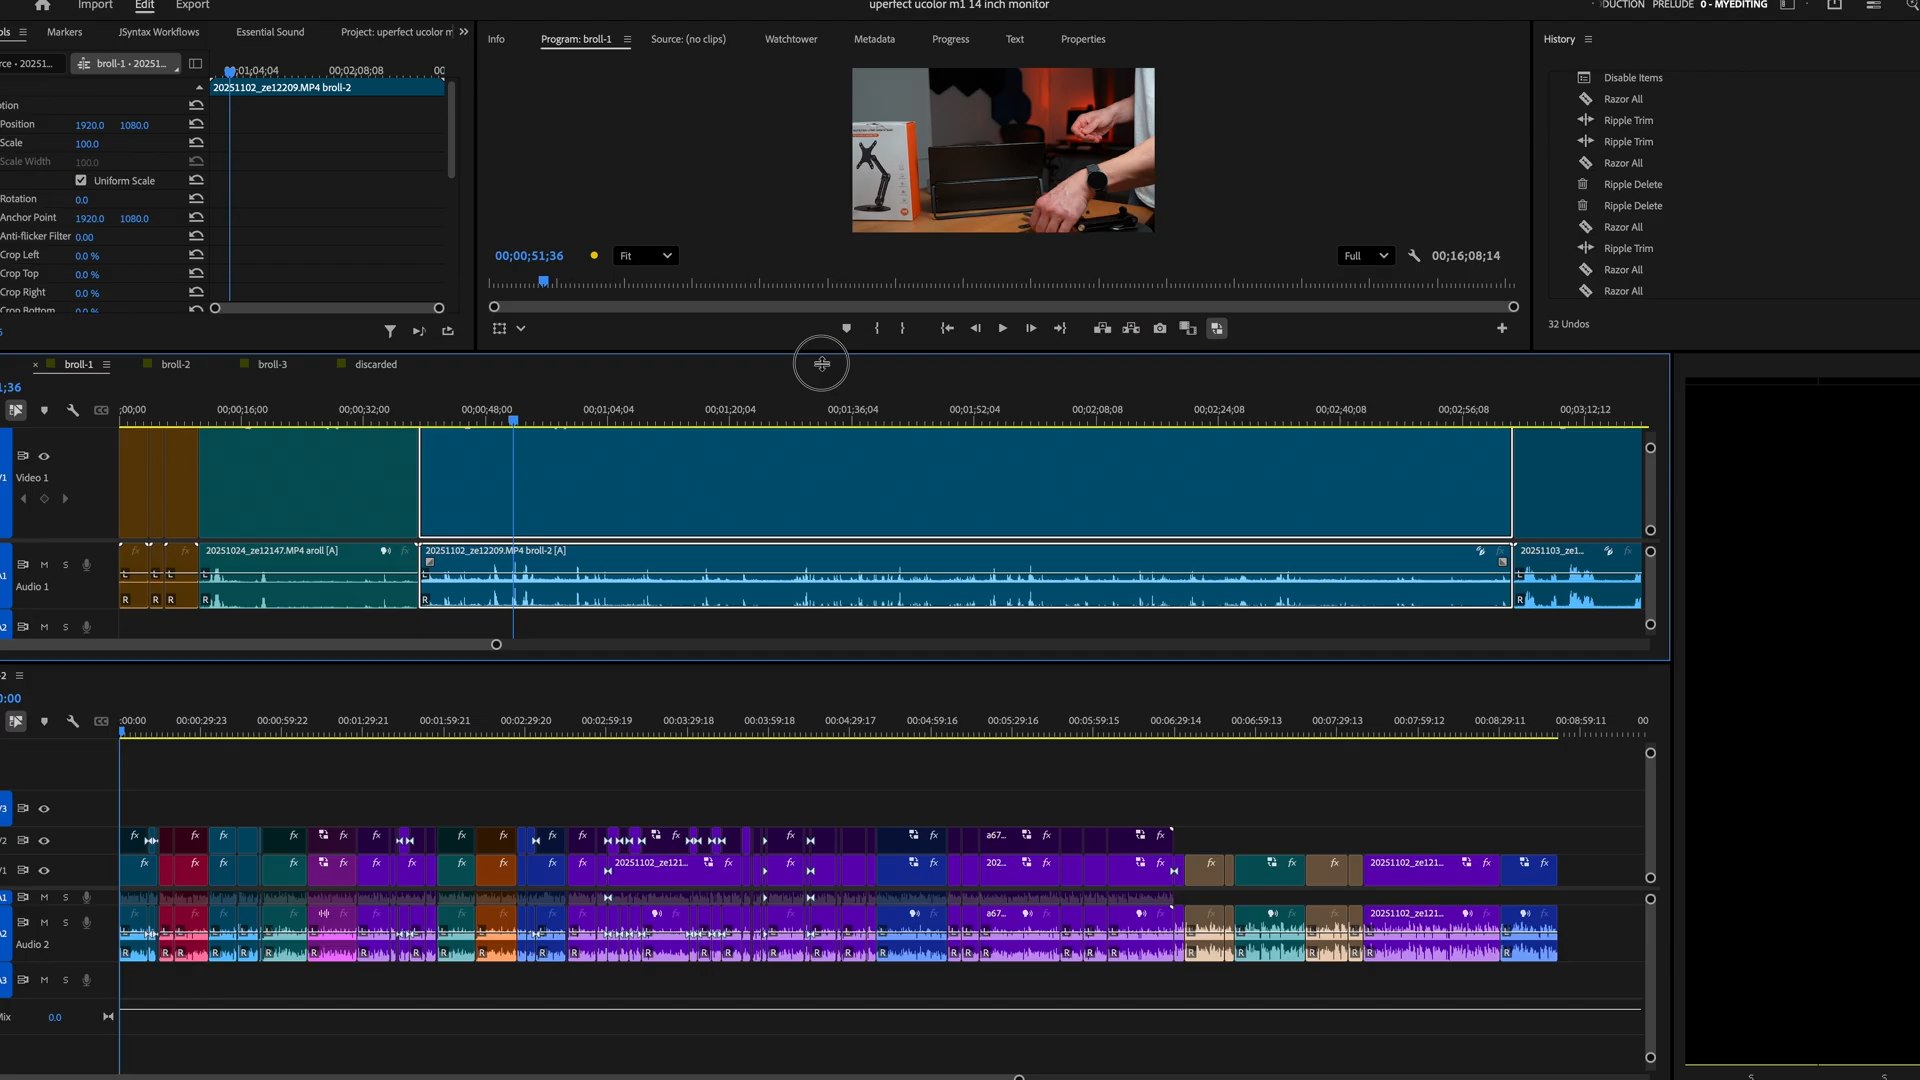 Import Edit Export
uperfect ucolor m1 14 inch monitor
PRELUDE 0 - MYEDITING
Markers JSyntax Workflows Essential Sound Project: uperfect ucolor m
Info Program: broll-1 Source: (no clips) Watchtower Metadata Progress Text Properties
History
rce • 20251... broll-1 • 20251...
00;01;04;04 00;02;08;08 00
20251102_ze12209.MP4 broll-2
Position 1920.0 1080.0
Scale 100.0
Scale Width 100.0
Uniform Scale
Rotation 0.0
Anchor Point 1920.0 1080.0
Anti-flicker Filter 0.00
Crop Left 0.0 %
Crop Top 0.0 %
Crop Right 0.0 %
Crop Bottom 0.0 %
00;00;51;36 Fit Full 00;16;08;14
Disable Items
Razor All
Ripple Trim
Ripple Trim
Razor All
Ripple Delete
Ripple Delete
Razor All
Ripple Trim
Razor All
Razor All
32 Undos
broll-1 broll-2 broll-3 discarded
1;36
;00;00 00;00;16;00 00;00;32;00 00;00;48;00 00;01;04;04 00;01;20;04 00;01;36;04 00;01;52;04 00;02;08;08 00;02;24;08 00;02;40;08 00;02;56;08 00;03;12;12
V1 Video 1
20251024_ze12147.MP4 aroll [A] 20251102_ze12209.MP4 broll-2 [A] 20251103_ze1...
A1 M S
Audio 1
A2 M S
-2
0:00
:00:00 00:00:29:23 00:00:59:22 00:01:29:21 00:01:59:21 00:02:29:20 00:02:59:19 00:03:29:18 00:03:59:18 00:04:29:17 00:04:59:16 00:05:29:16 00:05:59:15 00:06:29:14 00:06:59:13 00:07:29:13 00:07:59:12 00:08:29:11 00:08:59:11 00
V3
V2 a67...
V1 20251102_ze121... 202... 20251102_ze121...
A1 M S
A2 M S a67... 20251102_ze121...
Audio 2
A3 M S
Mix 0.0